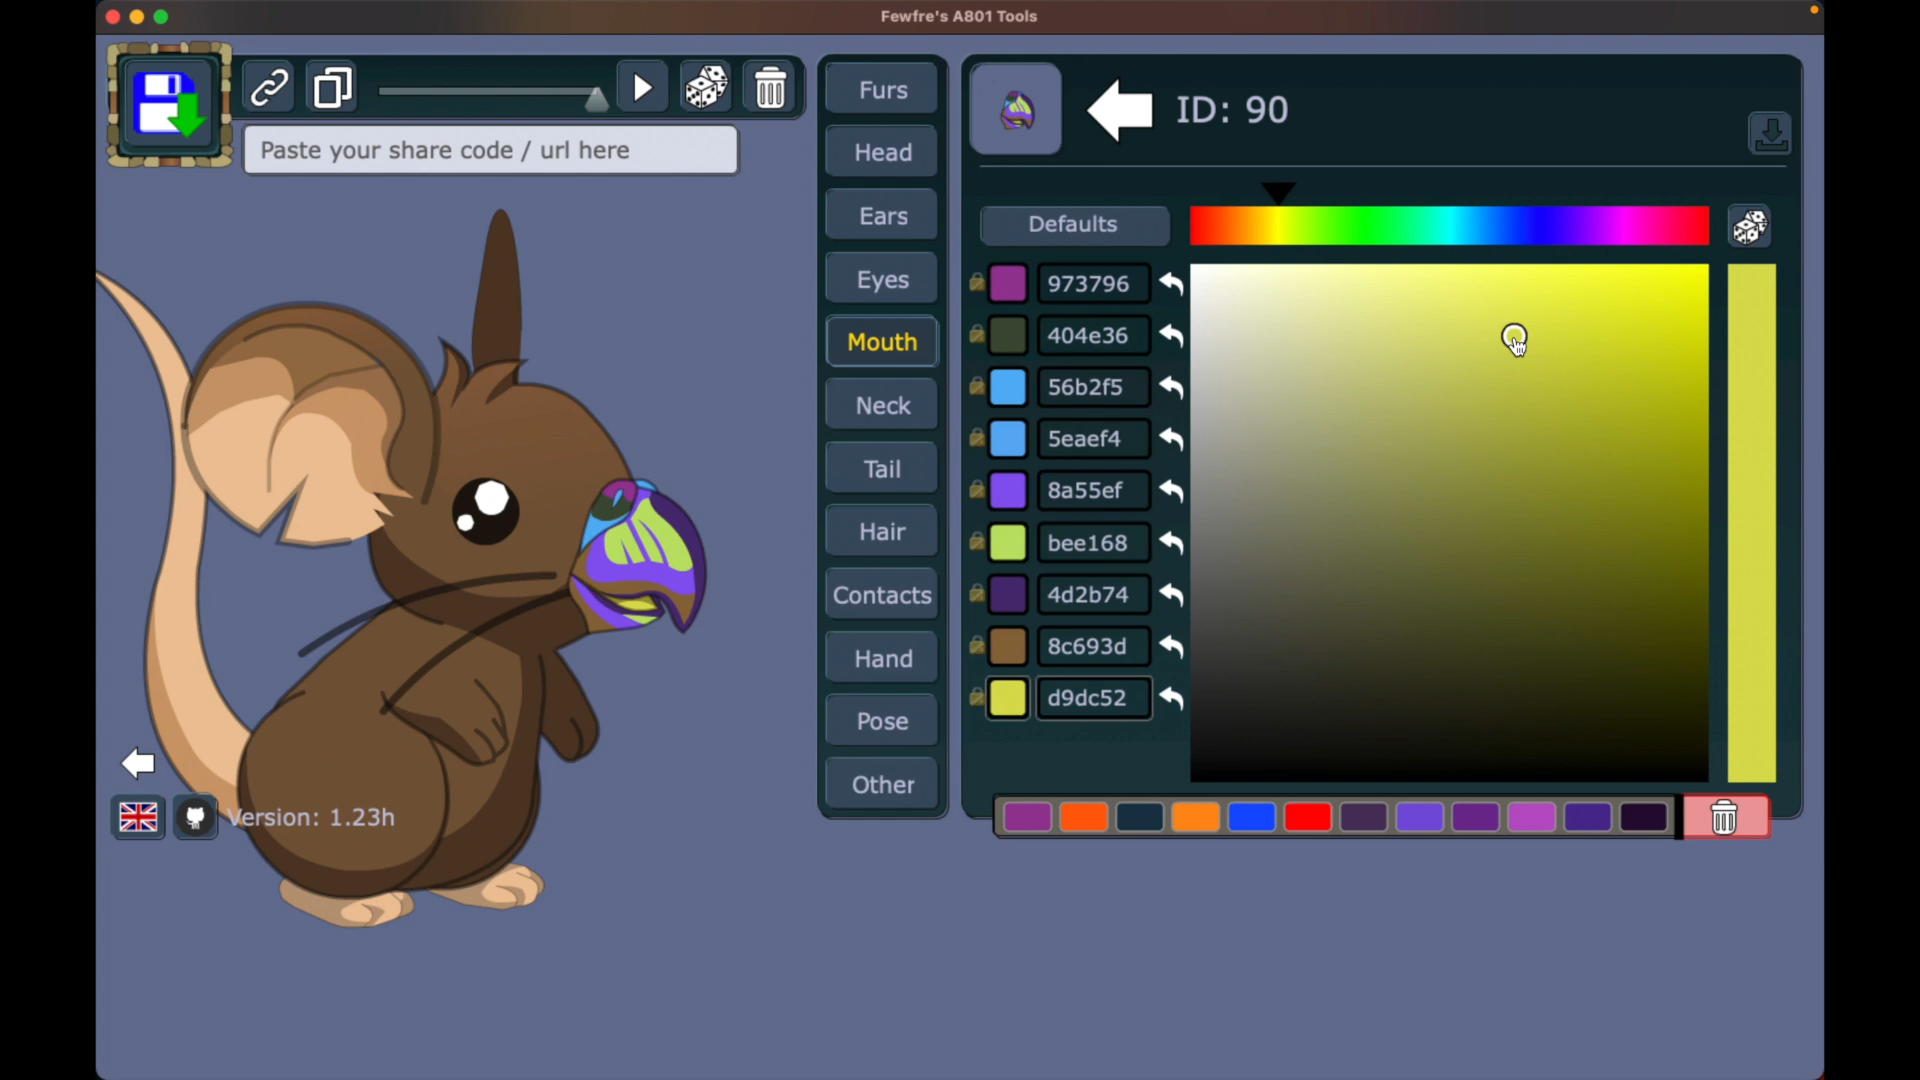 Fewfre's A801 Tools
Paste your share code / url here
Furs
Head
Ears
Eyes
Mouth
Neck
Tail
Hair
Contacts
Hand
Pose
Other
ID: 90
Defaults
973796
404e36
56b2f5
5eaef4
8a55ef
bee168
4d2b74
8c693d
d9dc52
Version: 1.23h